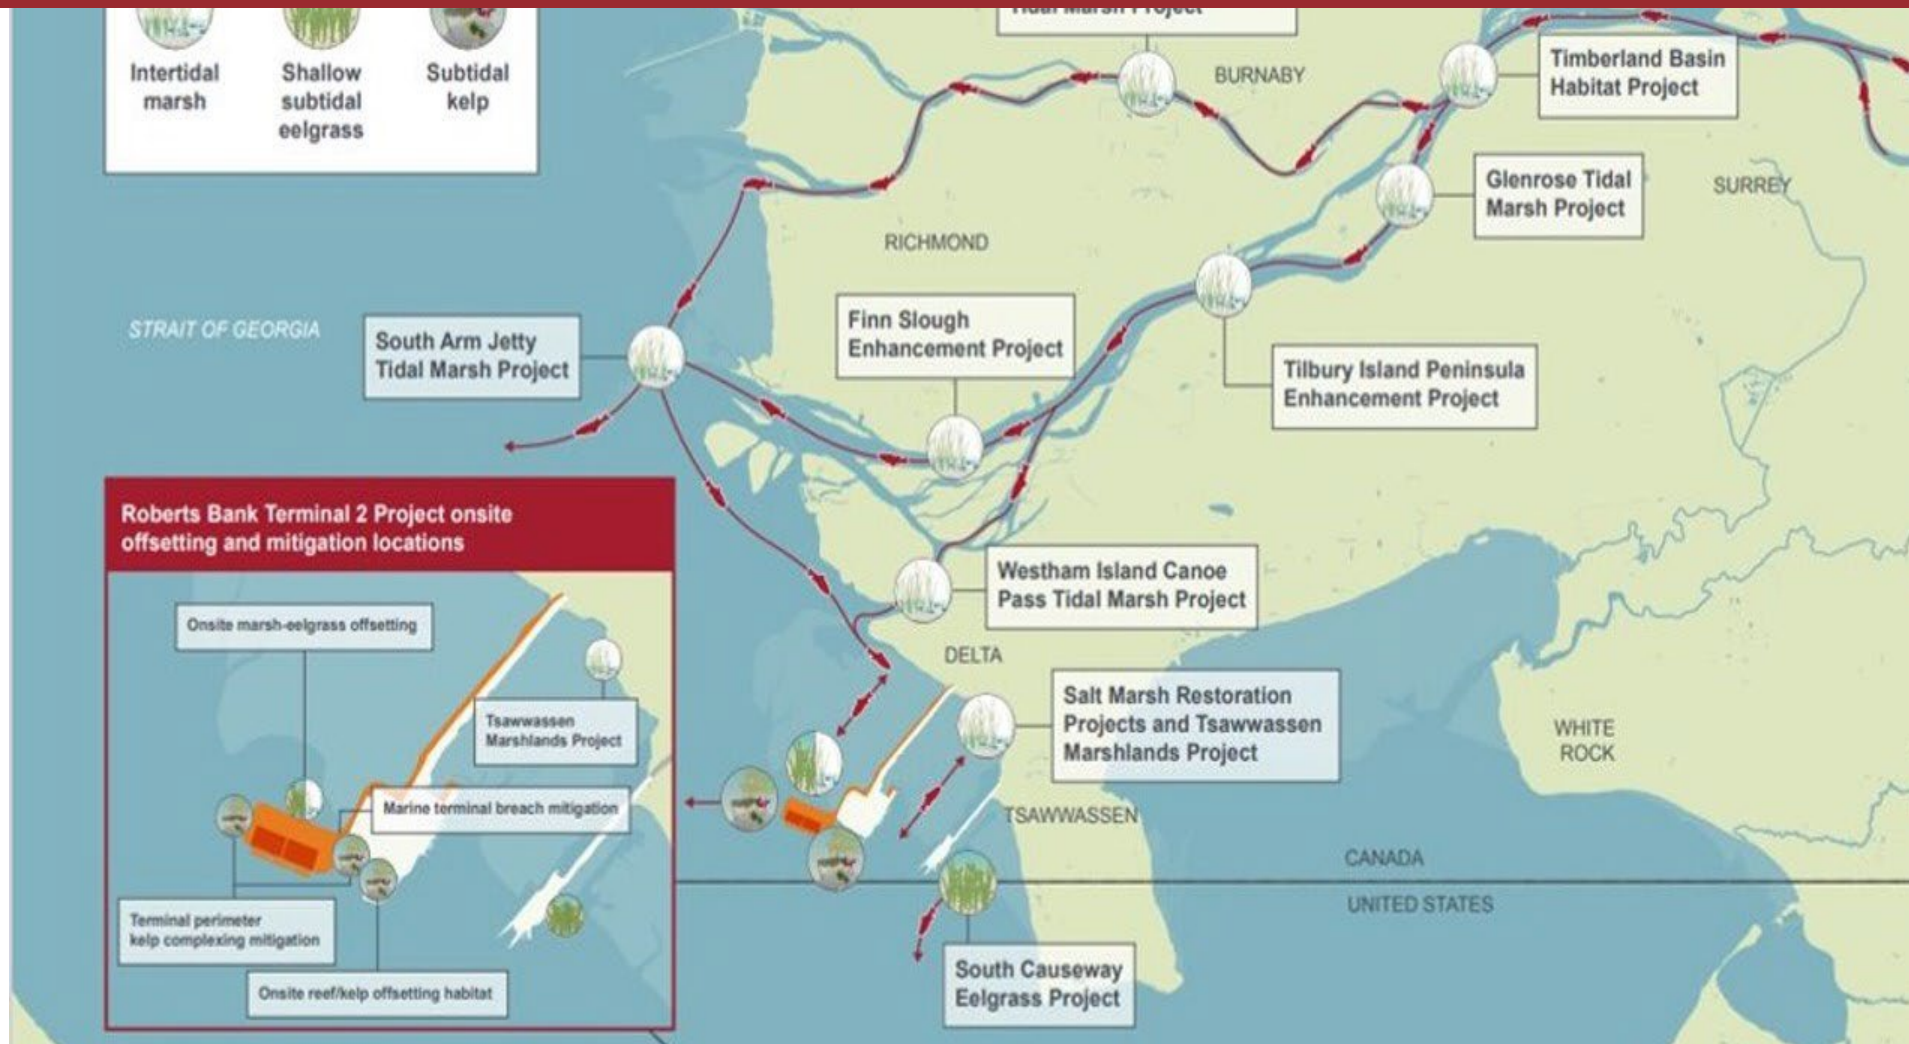 Intertidal
marsh
Shallow
subtidal
eelgrass
Subtidal
kelp
Tidal Marsh Project
BURNABY
Timberland Basin
Habitat Project
Glenrose Tidal
Marsh Project
SURREY
RICHMOND
STRAIT OF GEORGIA
South Arm Jetty
Tidal Marsh Project
Finn Slough
Enhancement Project
Tilbury Island Peninsula
Enhancement Project
Roberts Bank Terminal 2 Project onsite
offsetting and mitigation locations
Westham Island Canoe
Pass Tidal Marsh Project
Onsite marsh-eelgrass offsetting
DELTA
Tsawwassen
Marshlands Project
Salt Marsh Restoration
Projects and Tsawwassen
Marshlands Project
WHITE
ROCK
Marine terminal breach mitigation
TSAWWASSEN
CANADA
UNITED STATES
Terminal perimeter
kelp complexing mitigation
Onsite reef/kelp offsetting habitat
South Causeway
Eelgrass Project